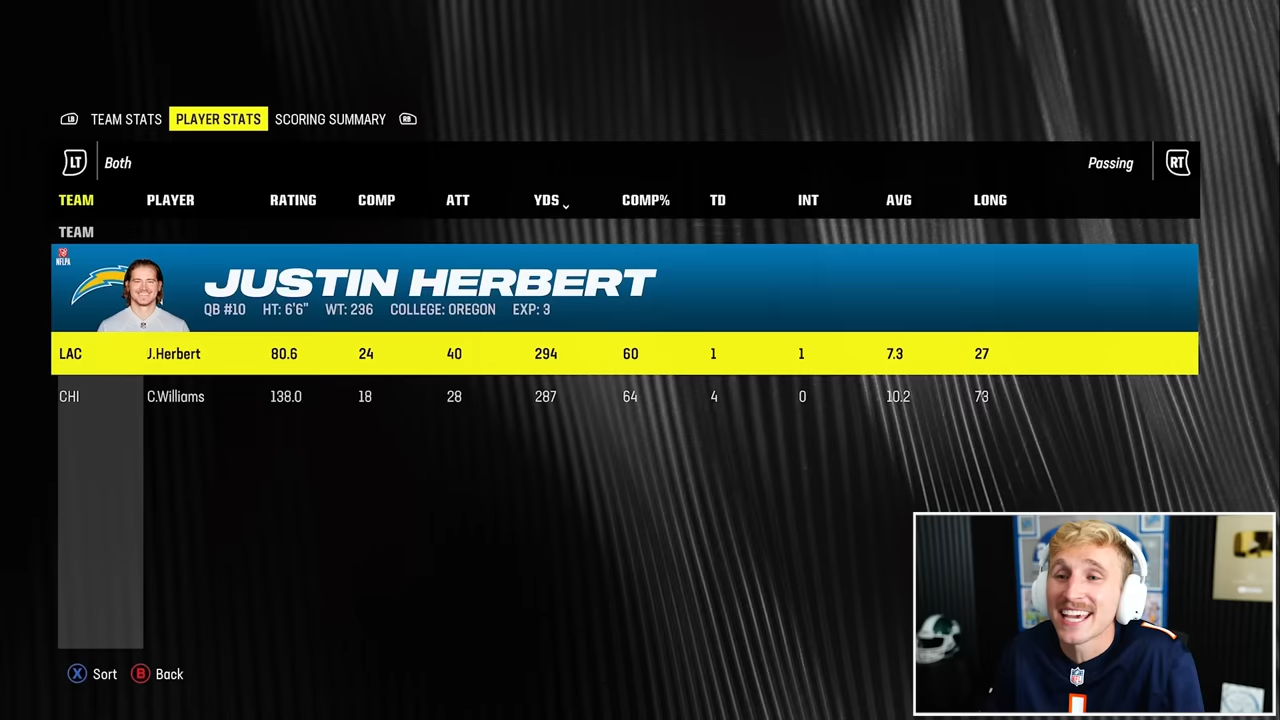 LB TEAM STATS PLAYER STATS SCORING SUMMARY RB
LT Both Passing RT
TEAM PLAYER RATING COMP ATT YDS COMP% TD INT AVG LONG
TEAM
NFLPA
JUSTIN HERBERT
QB #10 HT: 6'6" WT: 236 COLLEGE: OREGON EXP: 3
LAC J.Herbert 80.6 24 40 294 60 1 1 7.3 27
CHI C.Williams 138.0 18 28 287 64 4 0 10.2 73
X Sort B Back